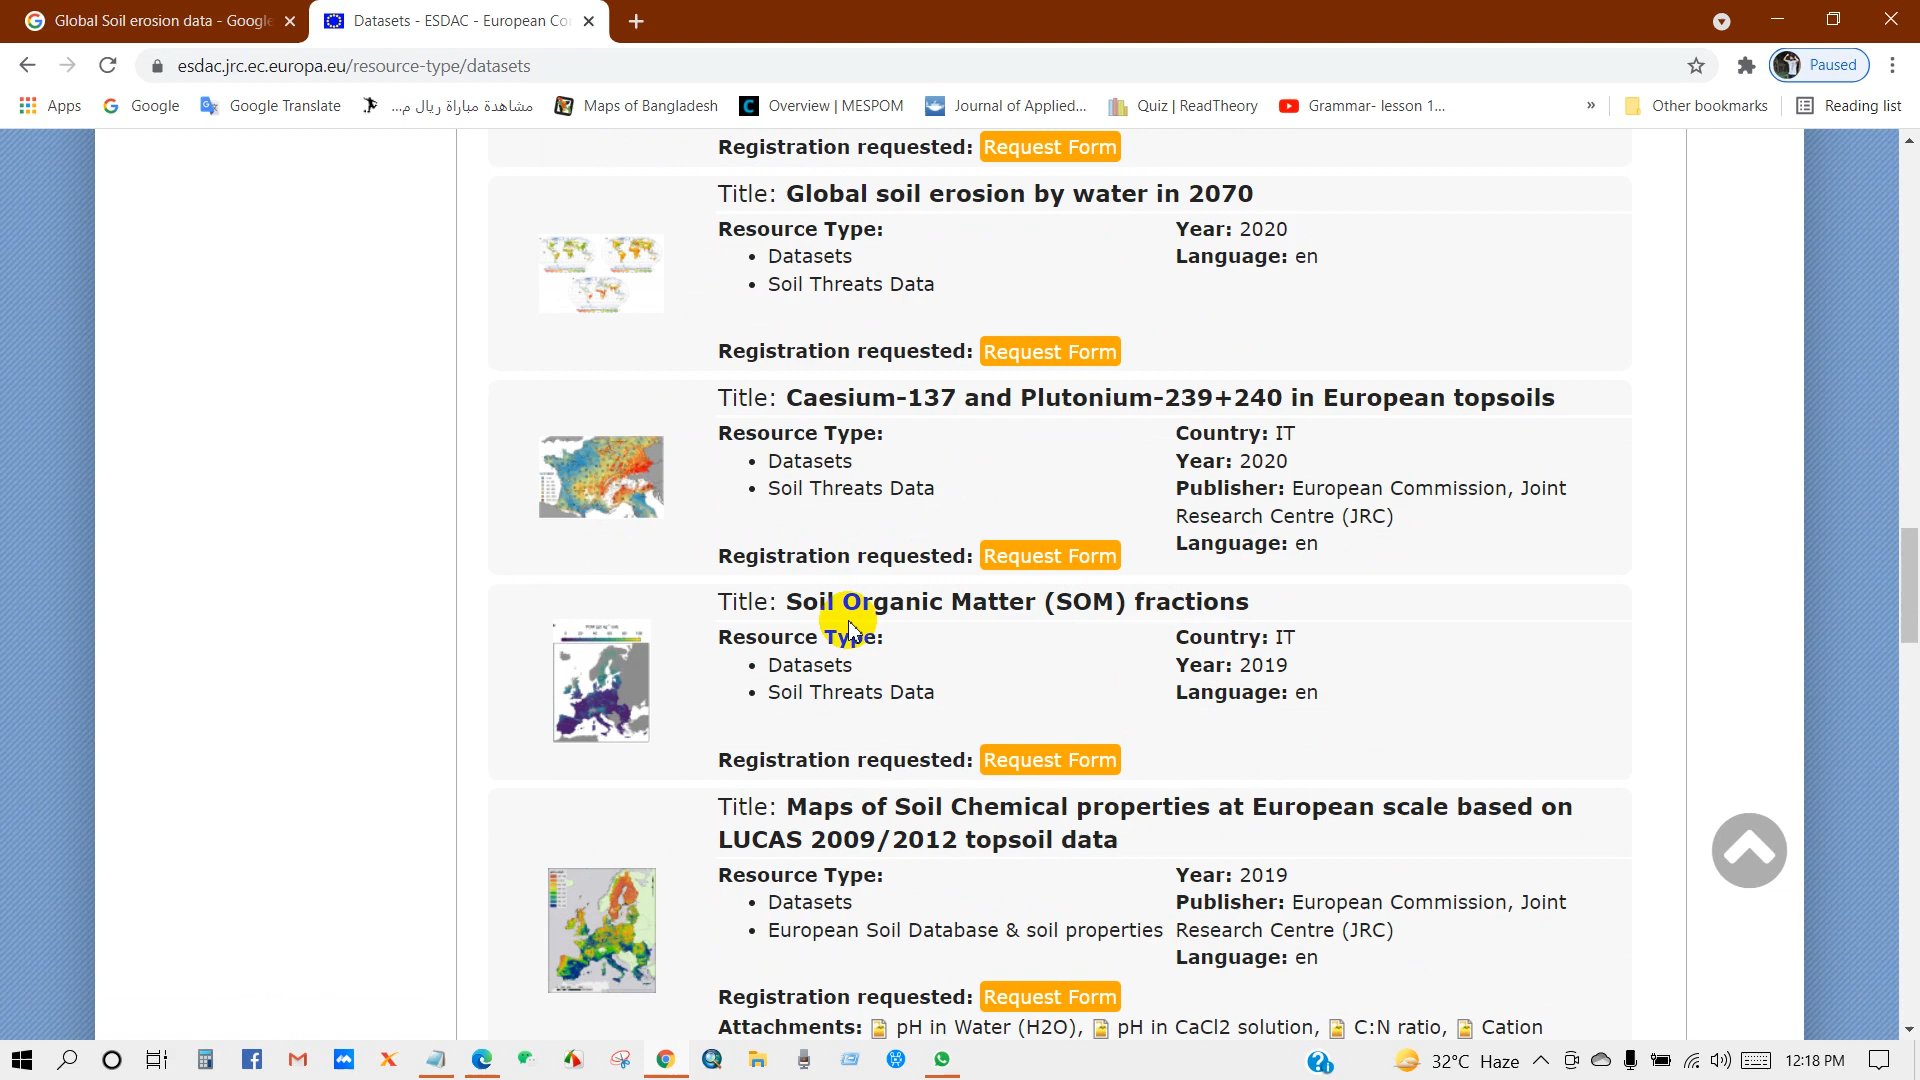 Global Soil erosion data - Google
Datasets - ESDAC - European Co
esdac.jrc.ec.europa.eu/resource-type/datasets
Paused
Apps
Google
Google Translate
مشاهدة مباراة ريال م...
Maps of Bangladesh
Overview | MESPOM
Journal of Applied...
Quiz | ReadTheory
Grammar- lesson 1...
»
Other bookmarks
Reading list
Registration requested: Request Form
Title: Global soil erosion by water in 2070
Resource Type:
• Datasets
• Soil Threats Data
Year: 2020
Language: en
Registration requested: Request Form
Title: Caesium-137 and Plutonium-239+240 in European topsoils
Resource Type:
• Datasets
• Soil Threats Data
Country: IT
Year: 2020
Publisher: European Commission, Joint
Research Centre (JRC)
Language: en
Registration requested: Request Form
Title: Soil Organic Matter (SOM) fractions
Resource Type:
• Datasets
• Soil Threats Data
Country: IT
Year: 2019
Language: en
Registration requested: Request Form
Title: Maps of Soil Chemical properties at European scale based on
LUCAS 2009/2012 topsoil data
Resource Type:
• Datasets
• European Soil Database & soil properties
Year: 2019
Publisher: European Commission, Joint
Research Centre (JRC)
Language: en
Registration requested: Request Form
Attachments: pH in Water (H2O), pH in CaCl2 solution, C:N ratio, Cation
32°C Haze
12:18 PM